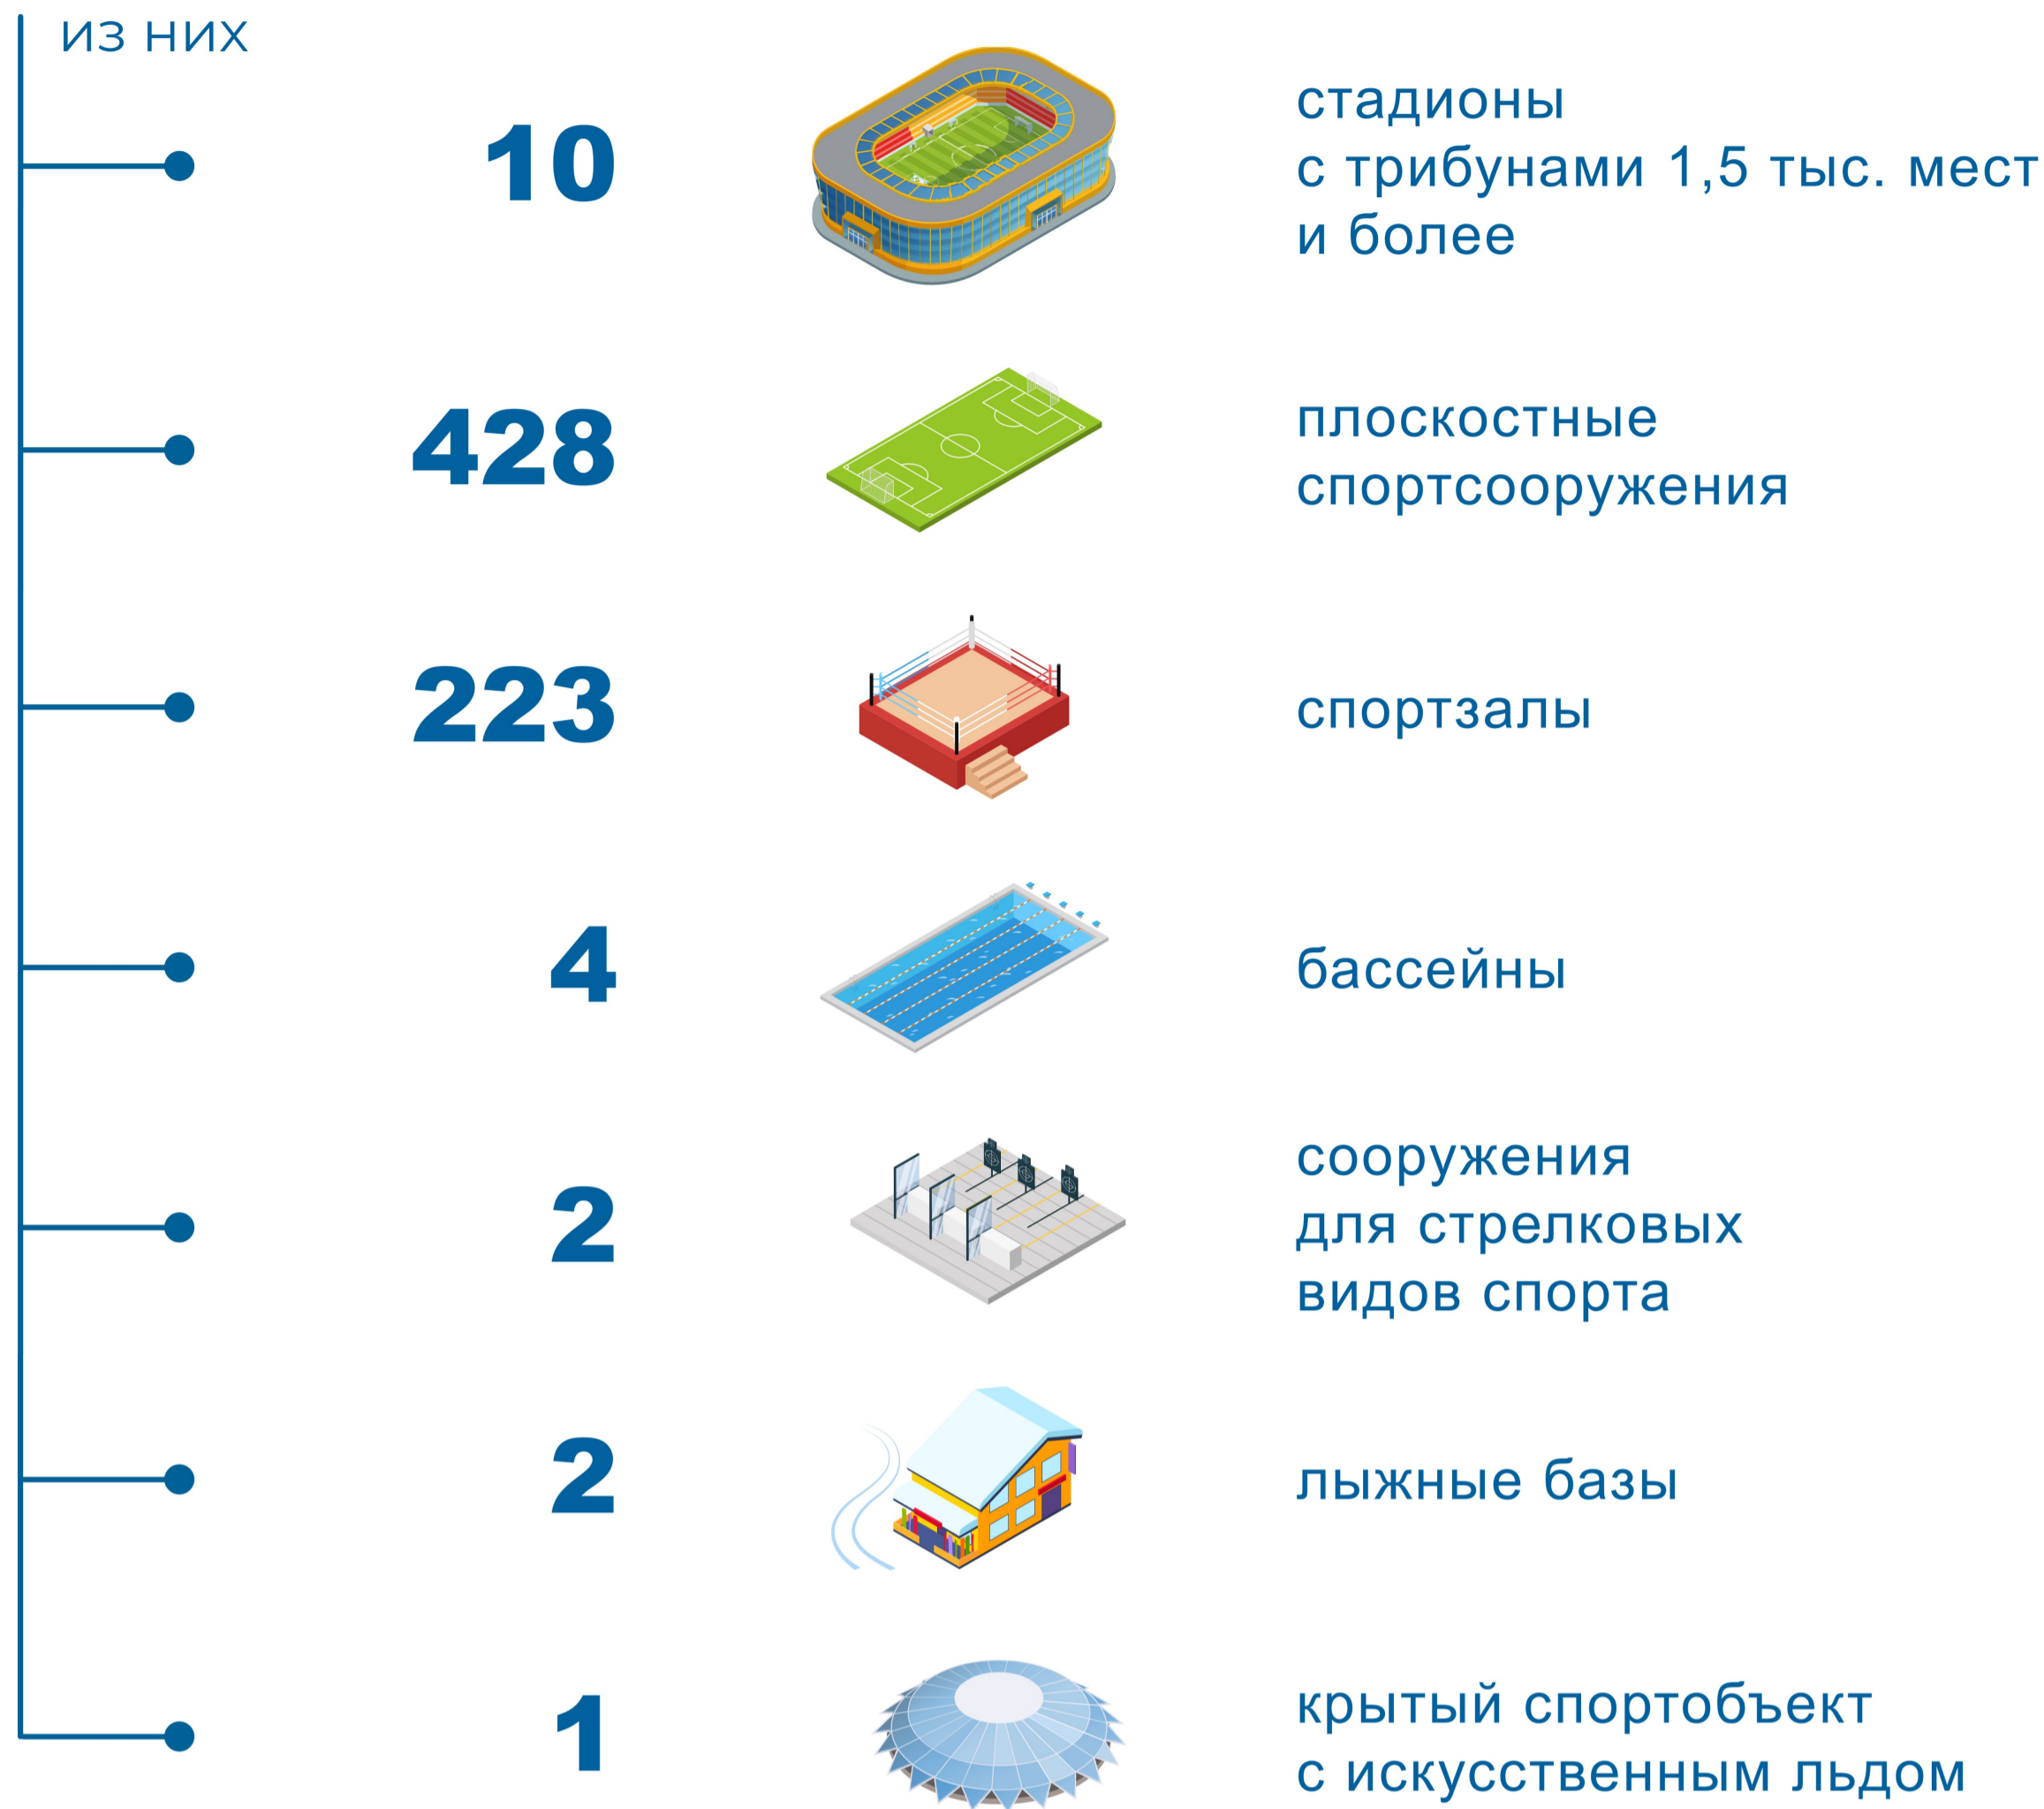 из них
10
стадионы
с трибунами 1,5 тыс. мест
и более
428
плоскостные
спортсооружения
223
спортзалы
4
бассейны
2
сооружения
для стрелковых
видов спорта
2
лыжные базы
1
крытый спортобъект
с искусственным льдом